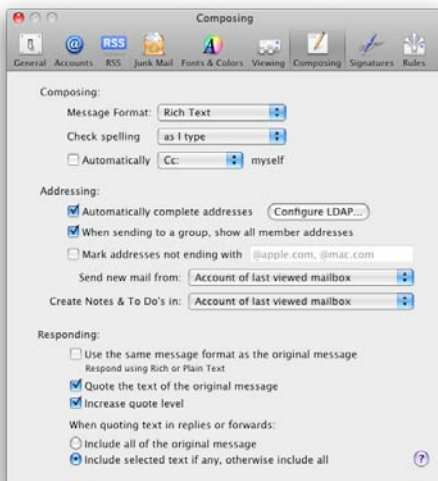 Composing
General Accounts RSS Junk Mail Fonts & Colors Viewing Composing Signatures Rules
Composing:
Message Format: Rich Text
Check spelling as I type
Automatically Cc: myself
Addressing:
Automatically complete addresses Configure LDAP...
When sending to a group, show all member addresses
Mark addresses not ending with @apple.com, @mac.com
Send new mail from: Account of last viewed mailbox
Create Notes & To Do's in: Account of last viewed mailbox
Responding:
Use the same message format as the original message
Respond using Rich or Plain Text
Quote the text of the original message
Increase quote level
When quoting text in replies or forwards:
Include all of the original message
Include selected text if any, otherwise include all
?